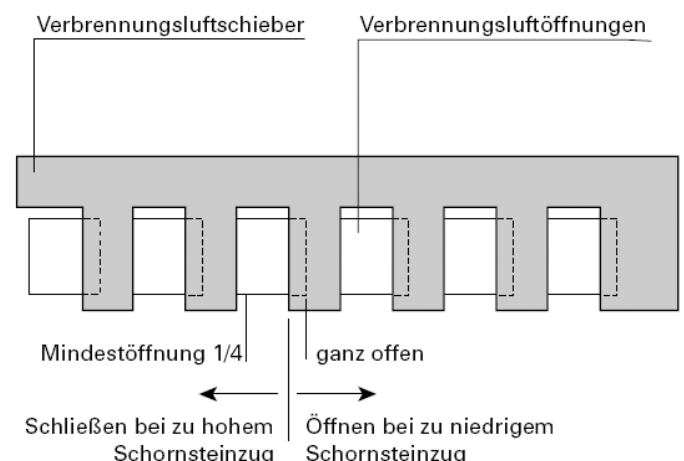 Verbrennungsluftschieber
Verbrennungsluftöffnungen
Mindestöffnung 1/4
ganz offen
Schließen bei zu hohem
Schornsteinzug
Öffnen bei zu niedrigem
Schornsteinzug